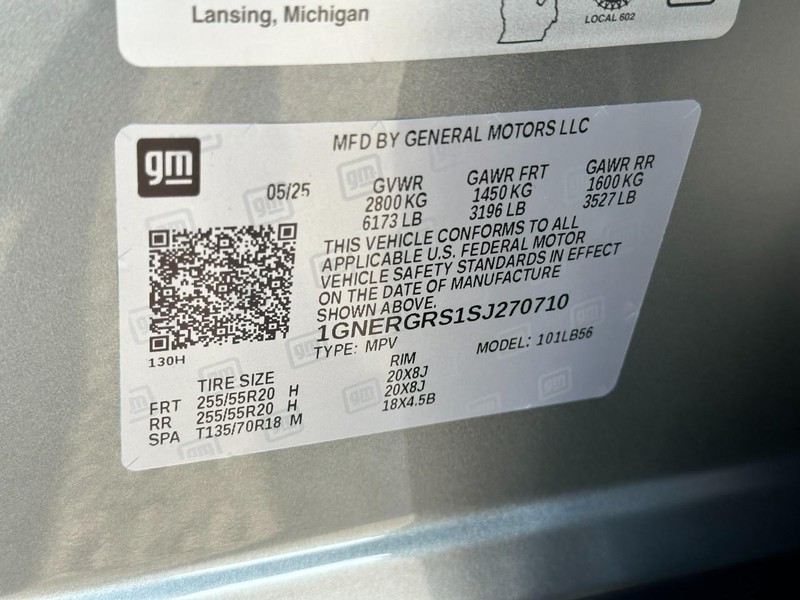 Lansing, Michigan
LOCAL 602
gm
MFD BY GENERAL MOTORS LLC
05/25
GVWR
2800 KG
6173 LB
GAWR FRT
1450 KG
3196 LB
GAWR RR
1600 KG
3527 LB
THIS VEHICLE CONFORMS TO ALL
APPLICABLE U.S. FEDERAL MOTOR
VEHICLE SAFETY STANDARDS IN EFFECT
ON THE DATE OF MANUFACTURE
SHOWN ABOVE.
1GNERGRS1SJ270710
TYPE: MPV MODEL: 101LB56
130H
TIRE SIZE RIM
FRT 255/55R20 H 20X8J
RR 255/55R20 H 20X8J
SPA T135/70R18 M 18X4.5B